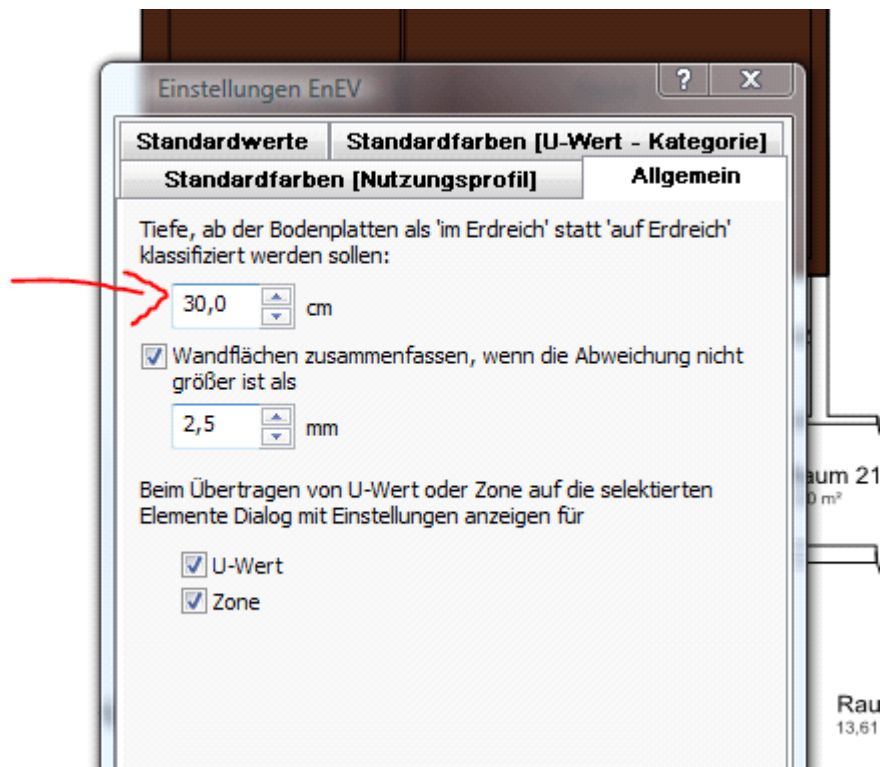 Einstellungen EnEV
? X
Standardwerte Standardfarben [U-Wert - Kategorie]
Standardfarben [Nutzungsprofil] Allgemein
Tiefe, ab der Bodenplatten als 'im Erdreich' statt 'auf Erdreich'
klassifiziert werden sollen:
30,0 cm
Wandflächen zusammenfassen, wenn die Abweichung nicht
größer ist als
2,5 mm
aum 21
0 m²
Beim Übertragen von U-Wert oder Zone auf die selektierten
Elemente Dialog mit Einstellungen anzeigen für
U-Wert
Zone
Rau
13,61